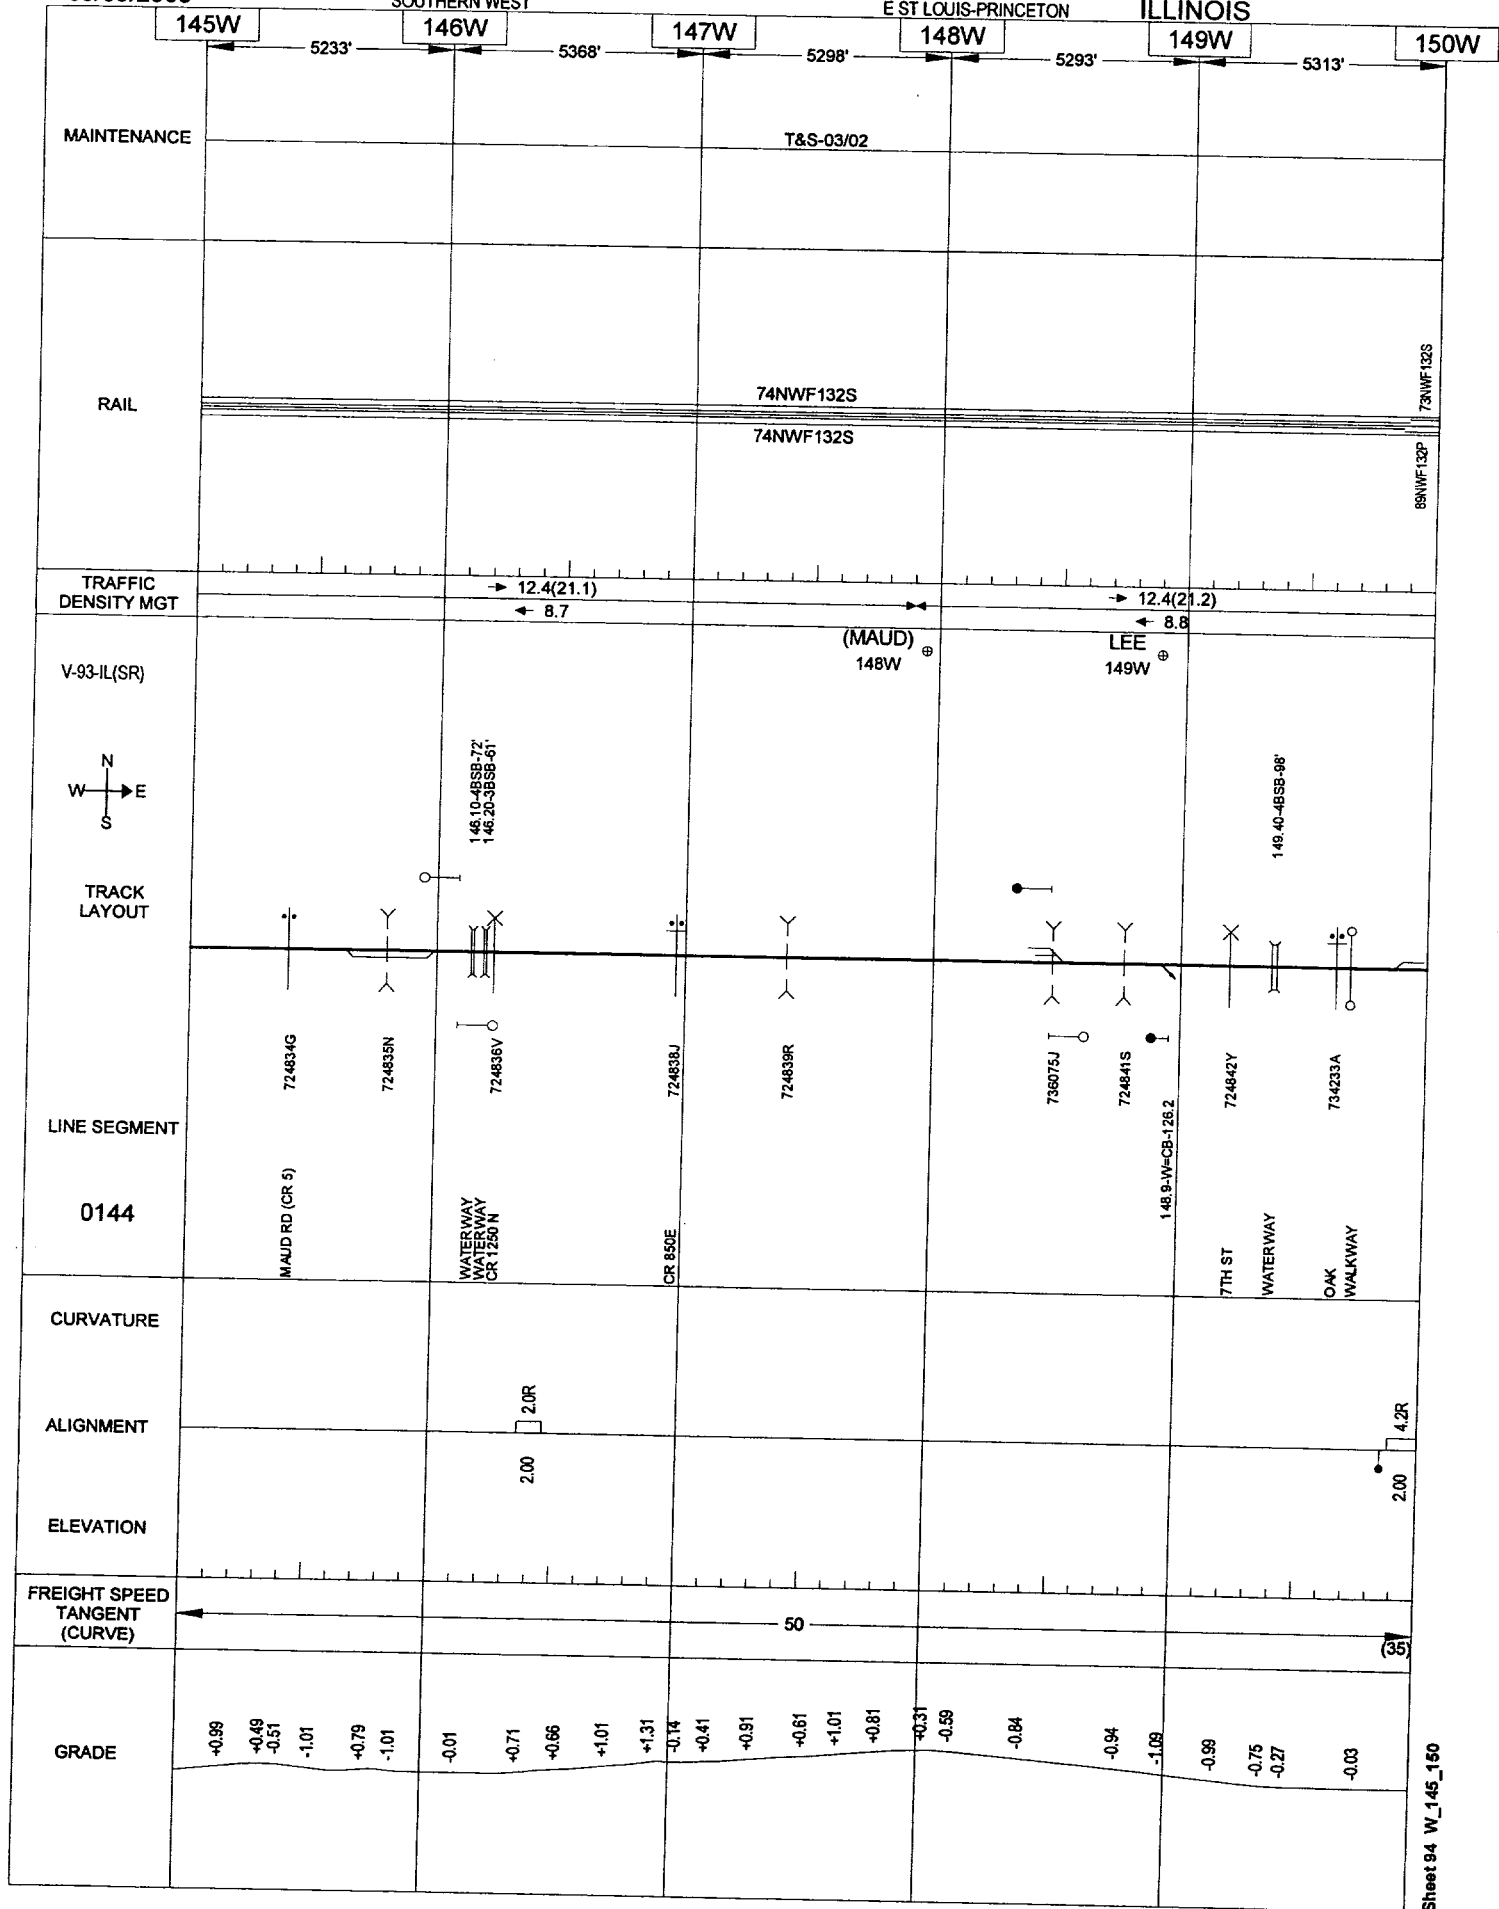 SOUTHERN WEST
E ST LOUIS-PRINCETON
ILLINOIS
145W
146W
147W
148W
149W
150W
5233'
5368'
5298'
5293'
5313'
MAINTENANCE
T&S-03/02
RAIL
74NWF132S
74NWF132S
73NWF132S
89NWF132P
TRAFFIC
DENSITY MGT
12.4(21.1)
8.7
12.4(21.2)
8.8
V-93-IL(SR)
(MAUD)
148W
LEE
149W
N
W E
S
146.10-4BSB-72'
146.20-3BSB-61'
149.40-4BSB-98'
TRACK
LAYOUT
724834G
724835N
724836V
724838J
724839R
736075J
724841S
148.9-W=CB-126.2
724842Y
734233A
LINE SEGMENT
0144
MAUD RD (CR 5)
WATERWAY
WATERWAY
CR 1250 N
CR 850E
7TH ST
WATERWAY
OAK
WALKWAY
CURVATURE
ALIGNMENT
2.0R
2.00
4.2R
2.00
ELEVATION
FREIGHT SPEED
TANGENT
(CURVE)
50
(35)
GRADE
+0.99
+0.49
-0.51
-1.01
+0.79
-1.01
-0.01
+0.71
+0.66
+1.01
+1.31
-0.14
+0.41
+0.91
+0.61
+1.01
+0.81
+0.31
-0.59
-0.84
-0.94
-1.09
-0.99
-0.75
-0.27
-0.03
Sheet 94 W_145_150